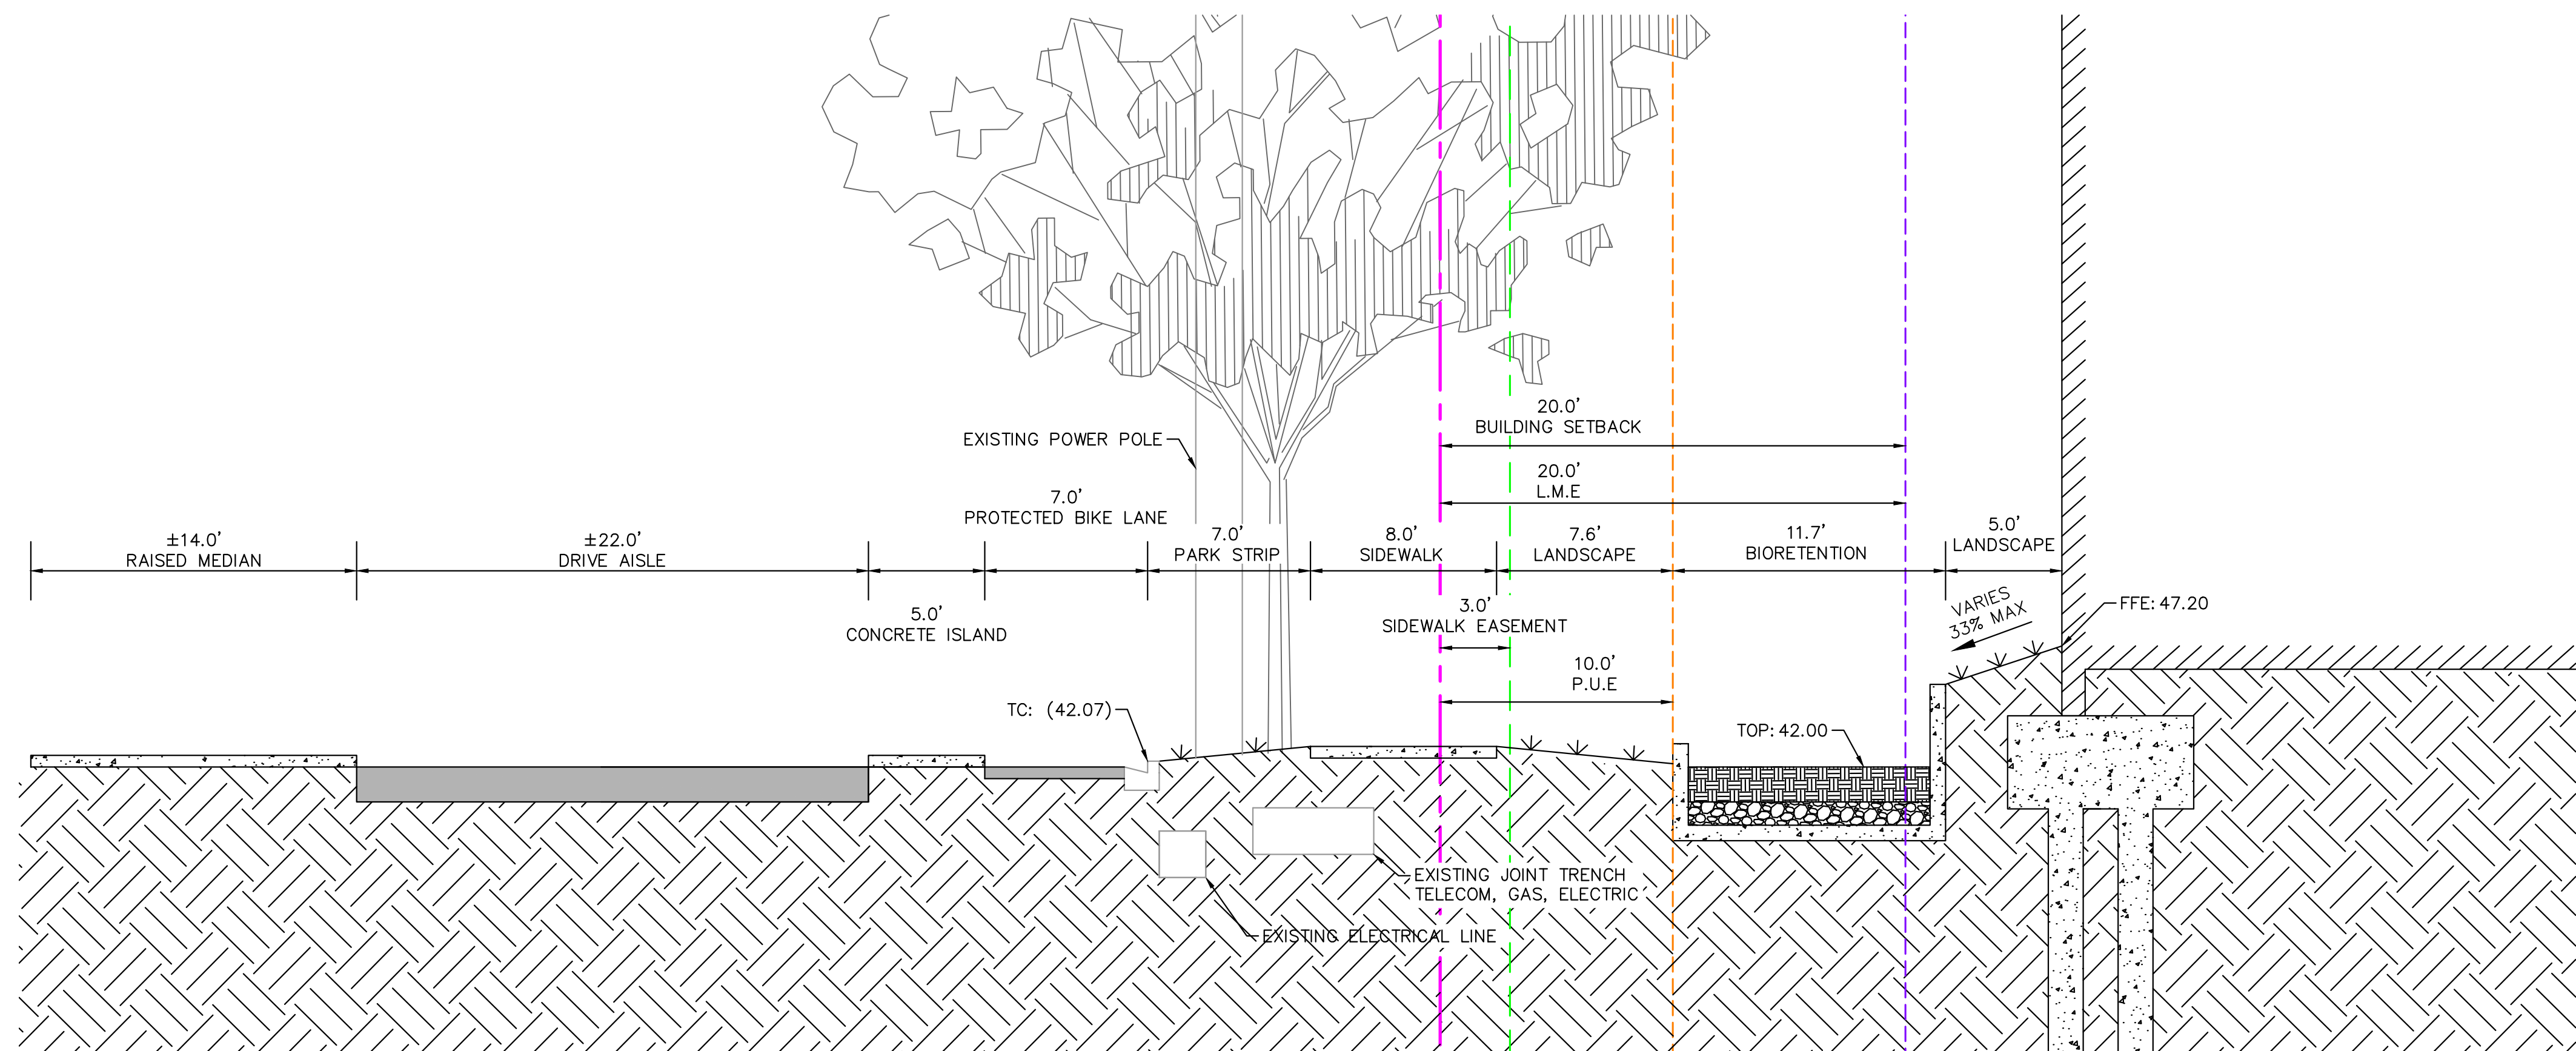 20.0'
BUILDING SETBACK
EXISTING POWER POLE
20.0'
L.M.E
7.0'
PROTECTED BIKE LANE
±14.0'
RAISED MEDIAN
±22.0'
DRIVE AISLE
7.0'
PARK STRIP
8.0'
SIDEWALK
7.6'
LANDSCAPE
11.7'
BIORETENTION
5.0'
LANDSCAPE
5.0'
CONCRETE ISLAND
3.0'
SIDEWALK EASEMENT
VARIES
33% MAX
FFE: 47.20
10.0'
P.U.E
TC: (42.07)
TOP: 42.00
EXISTING JOINT TRENCH
TELECOM, GAS, ELECTRIC
EXISTING ELECTRICAL LINE